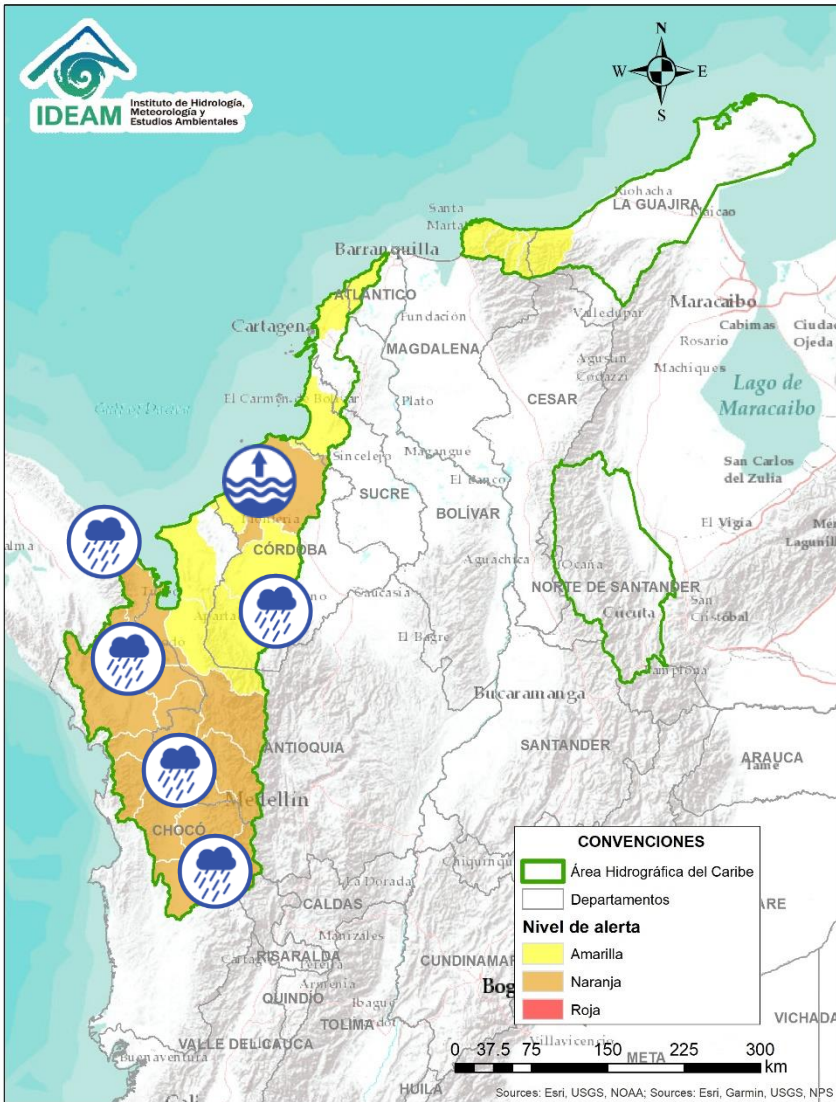 IDEAM
Instituto de Hidrología,
Meteorología y
Estudios Ambientales
N
W
E
S
Riohacha
LA GUAJIRA
Maicao
Santa
Marta
Barranquilla
ATLÁNTICO
Maracaibo
Fundación
Cartagena
Valledupar
Cabimas
Ciudad
Rosario
Ojeda
MAGDALENA
Agustín
Codazzi
Machiques
Lago de
Maracaibo
El Carmen de Bolívar
Plato
CESAR
Sincelejo
Magangué
San Carlos
del Zulia
El Banco
SUCRE
BOLÍVAR
El Vigía
Montería
CÓRDOBA
Aguachica
Ocaña
NORTE DE SANTANDER
Caucasia
San
Cristóbal
Cúcuta
El Bagre
Pamplona
Bucaramanga
ANTIOQUIA
SANTANDER
ARAUCA
Tame
Medellín
CHOCÓ
CONVENCIONES
Área Hidrográfica del Caribe
Departamentos
Nivel de alerta
Amarilla
Naranja
Roja
La Dorada
CALDAS
Manizales
RISARALDA
Pereira
Armenia
QUINDÍO
Ibagué
TOLIMA
VICHADA
VALLE DEL CAUCA
Villavicencio
Buenaventura
META
HUILA
0 37.5 75 150 225 300
km
Sources: Esri, USGS, NOAA; Sources: Esri, Garmin, USGS, NPS